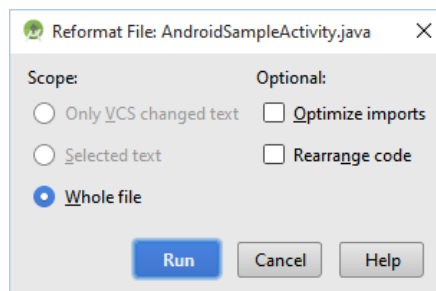 Reformat File: AndroidSampleActivity.java
Scope:
Optional:
Only VCS changed text
Optimize imports
Selected text
Rearrange code
Whole file
Run
Cancel
Help